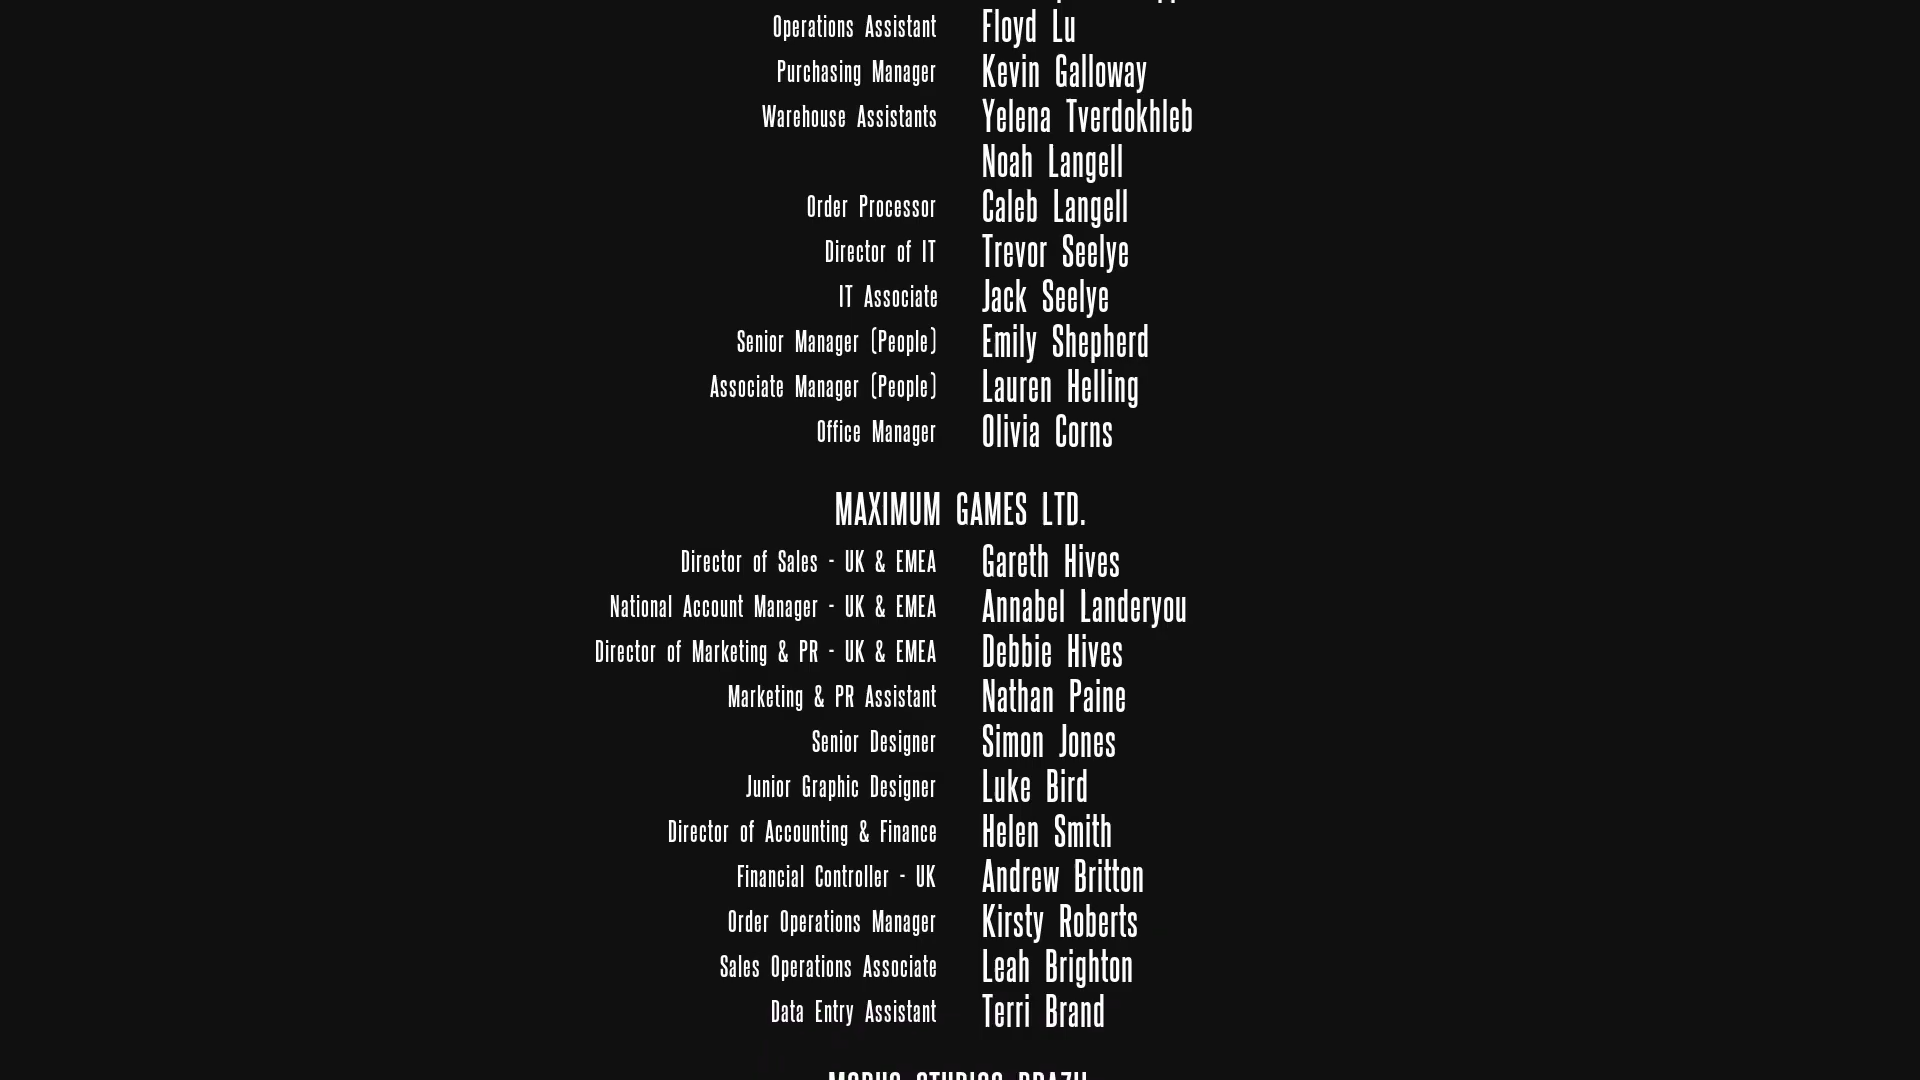 Operations Assistant Floyd Lu
Purchasing Manager Kevin Galloway
Warehouse Assistants Yelena Tverdokhleb
Noah Langell
Order Processor Caleb Langell
Director of IT Trevor Seelye
IT Associate Jack Seelye
Senior Manager (People) Emily Shepherd
Associate Manager (People) Lauren Helling
Office Manager Olivia Corns
MAXIMUM GAMES LTD.
Director of Sales - UK & EMEA Gareth Hives
National Account Manager - UK & EMEA Annabel Landeryou
Director of Marketing & PR - UK & EMEA Debbie Hives
Marketing & PR Assistant Nathan Paine
Senior Designer Simon Jones
Junior Graphic Designer Luke Bird
Director of Accounting & Finance Helen Smith
Financial Controller - UK Andrew Britton
Order Operations Manager Kirsty Roberts
Sales Operations Associate Leah Brighton
Data Entry Assistant Terri Brand
MODUS STUDIOS BRAZIL